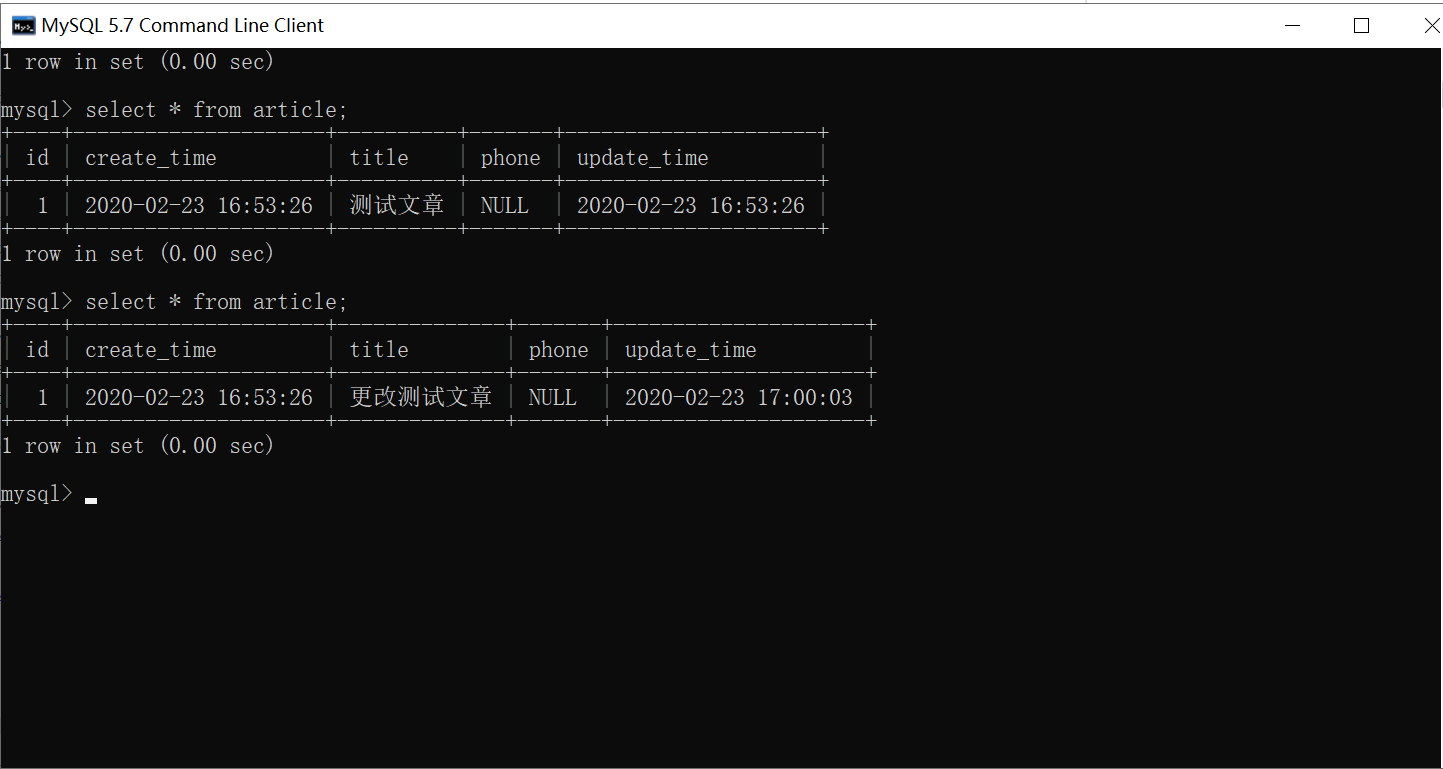 MySQL 5.7 Command Line Client
1 row in set (0.00 sec)
mysql> select * from article;
+----+---------------------+----------+-------+---------------------+
| id | create_time         | title    | phone | update_time         |
+----+---------------------+----------+-------+---------------------+
|  1 | 2020-02-23 16:53:26 | 测试文章 | NULL  | 2020-02-23 16:53:26 |
+----+---------------------+----------+-------+---------------------+
1 row in set (0.00 sec)
mysql> select * from article;
+----+---------------------+--------------+-------+---------------------+
| id | create_time         | title        | phone | update_time         |
+----+---------------------+--------------+-------+---------------------+
|  1 | 2020-02-23 16:53:26 | 更改测试文章 | NULL  | 2020-02-23 17:00:03 |
+----+---------------------+--------------+-------+---------------------+
1 row in set (0.00 sec)
mysql>